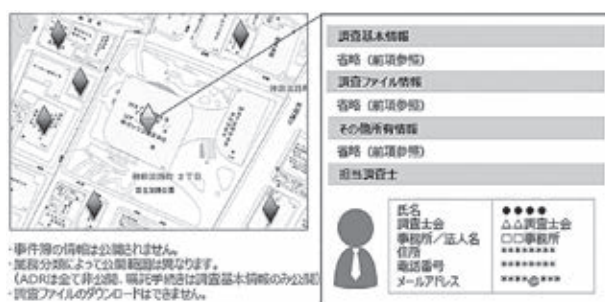 調査基本情報
省略（前項参照）
調査ファイル情報
省略（前項参照）
その他所有情報
省略（前項参照）
担当調査士
氏名 ●●●●
調査士会 △△調査士会
事務所／法人名 □□事務所
住所 ********
電話番号 ********
メールアドレス ****@***
・事件簿の情報は公開されません。
・業務分類によって公開範囲は異なります。
（ADRは全て非公開、嘱託手続きは調査基本情報のみ公開）
・調査ファイルのダウンロードはできません。